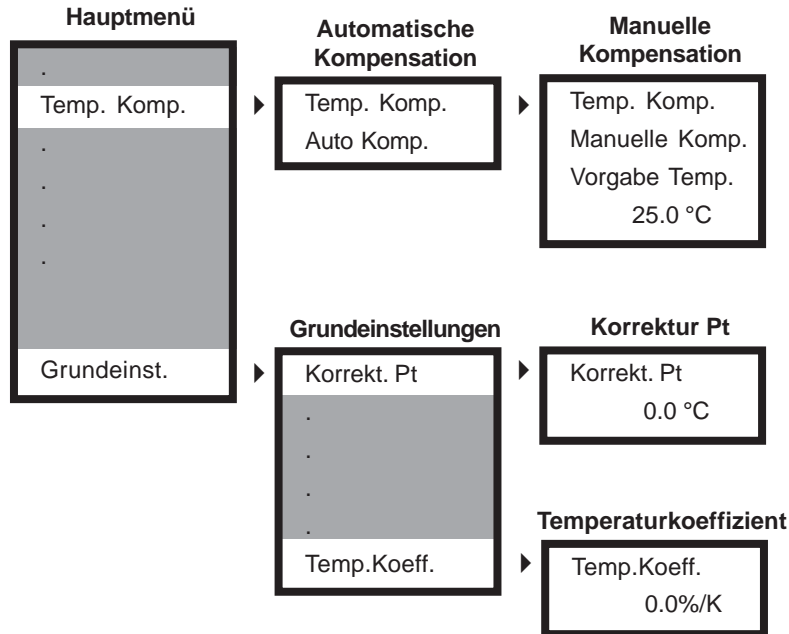 Hauptmenü
.
Temp. Komp.
.
.
.
.
Grundeinst.
Automatische
Kompensation
Temp. Komp.
Auto Komp.
Manuelle
Kompensation
Temp. Komp.
Manuelle Komp.
Vorgabe Temp.
25.0 °C
Grundeinstellungen
Korrekt. Pt
.
.
.
.
Temp.Koeff.
Korrektur Pt
Korrekt. Pt
0.0 °C
Temperaturkoeffizient
Temp.Koeff.
0.0%/K